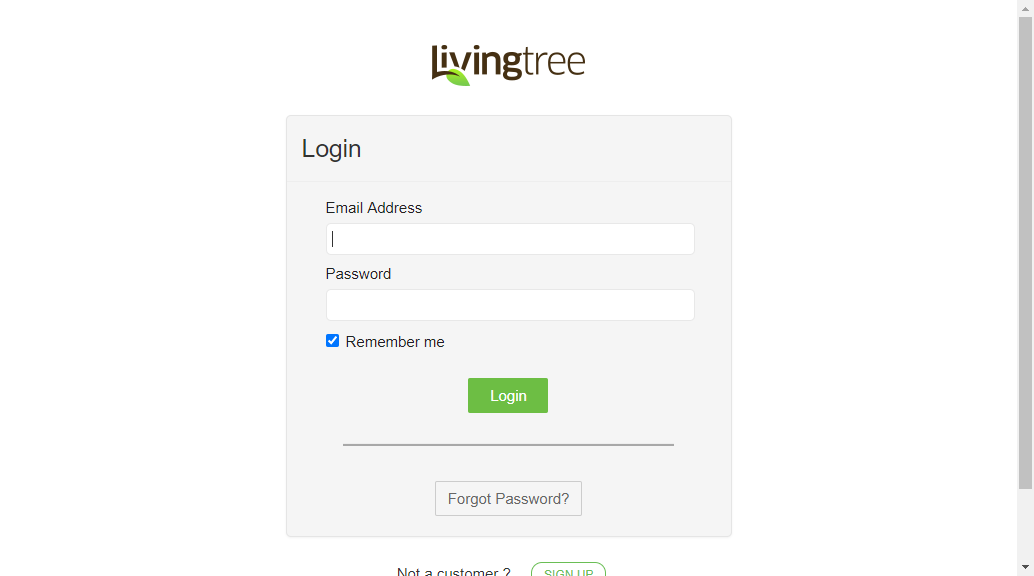 livingtree
Login
Email Address
Password
Remember me
Login
Forgot Password?
Not a customer ? SIGN UP